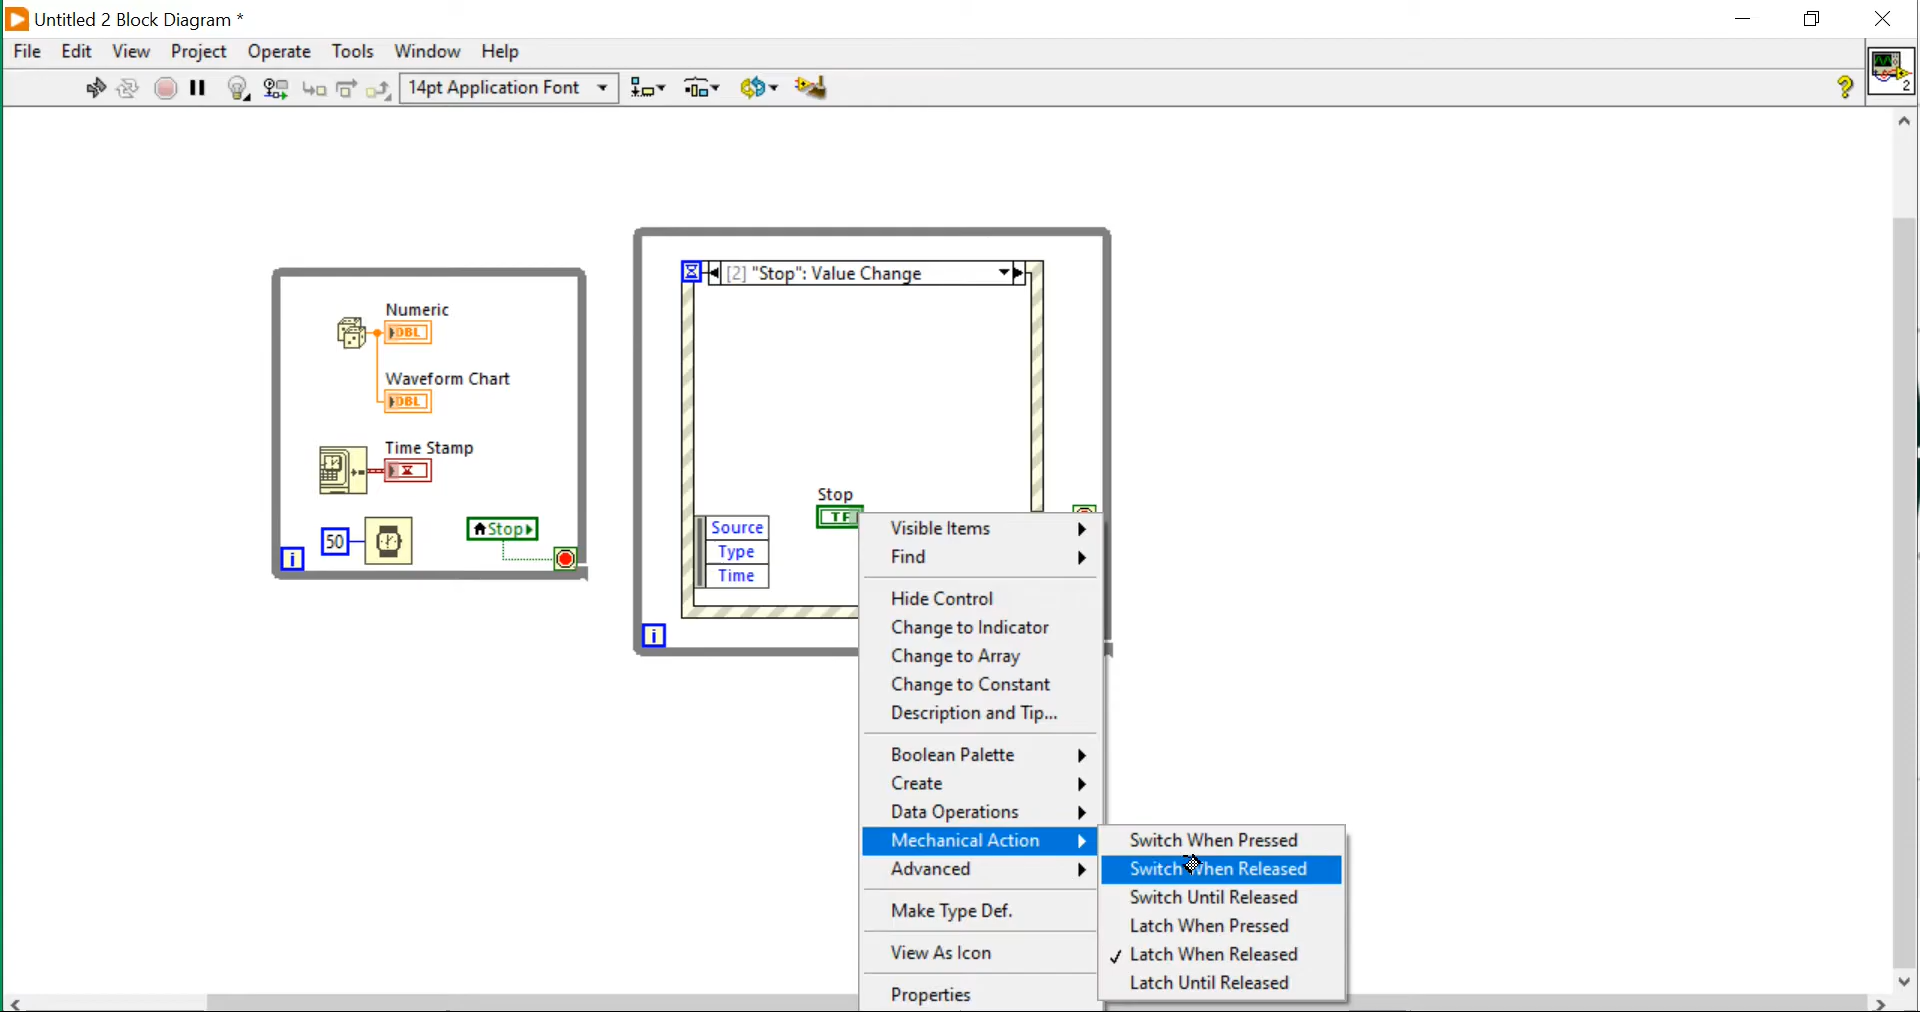 Untitled 2 Block Diagram *
File Edit View Project Operate Tools Window Help
14pt Application Font
?
2
[2] "Stop": Value Change
Numeric
DBL
Waveform Chart
DBL
Time Stamp
50
Stop
i
Stop
TF
Source
Type
Time
i
Visible Items
Find
Hide Control
Change to Indicator
Change to Array
Change to Constant
Description and Tip...
Boolean Palette
Create
Data Operations
Mechanical Action
Advanced
Make Type Def.
View As Icon
Properties
Switch When Pressed
Switch When Released
Switch Until Released
Latch When Pressed
✓ Latch When Released
Latch Until Released